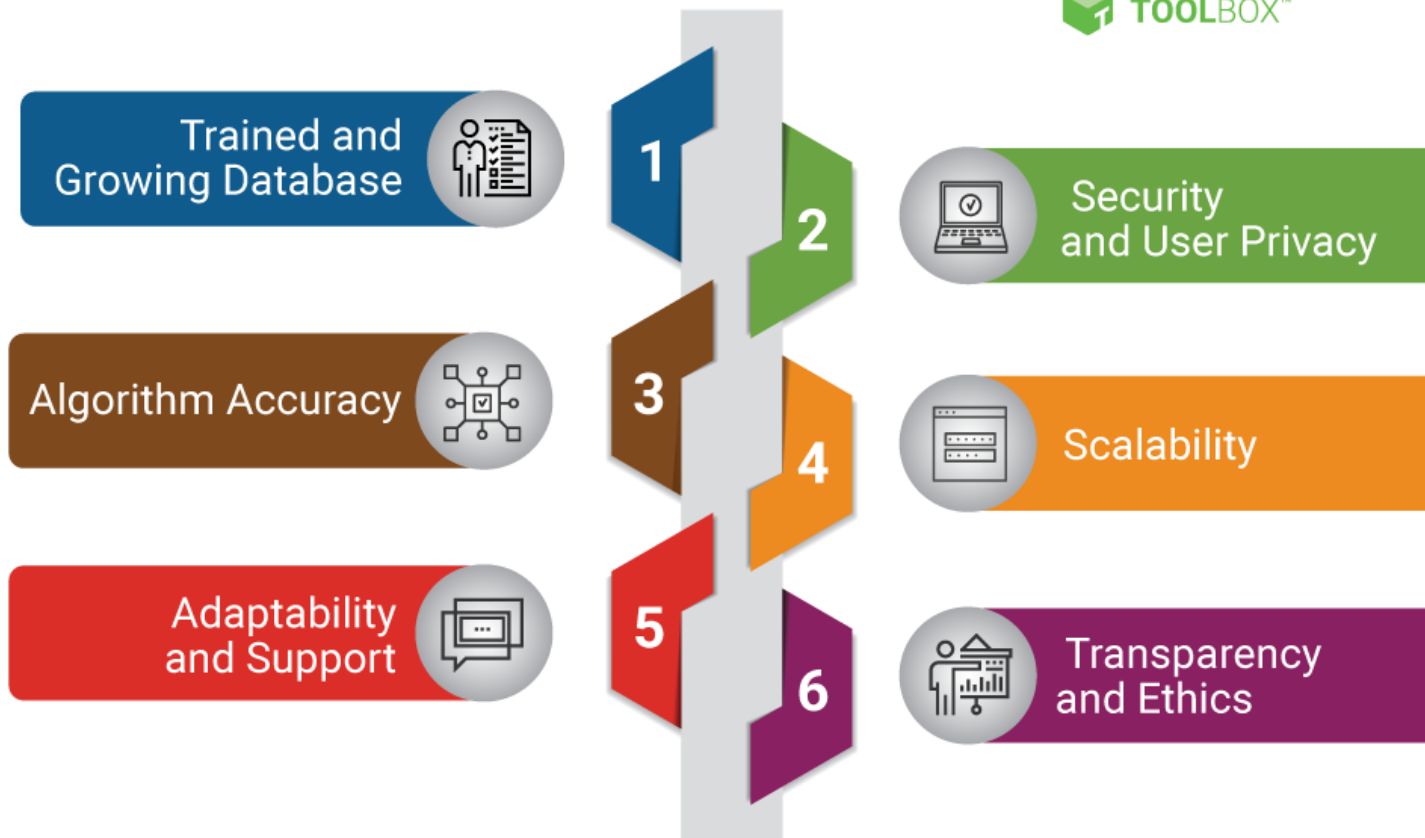 TOOLBOX™
1
Trained and
Growing Database
2
Security
and User Privacy
3
Algorithm Accuracy
4
Scalability
5
Adaptability
and Support
6
Transparency
and Ethics